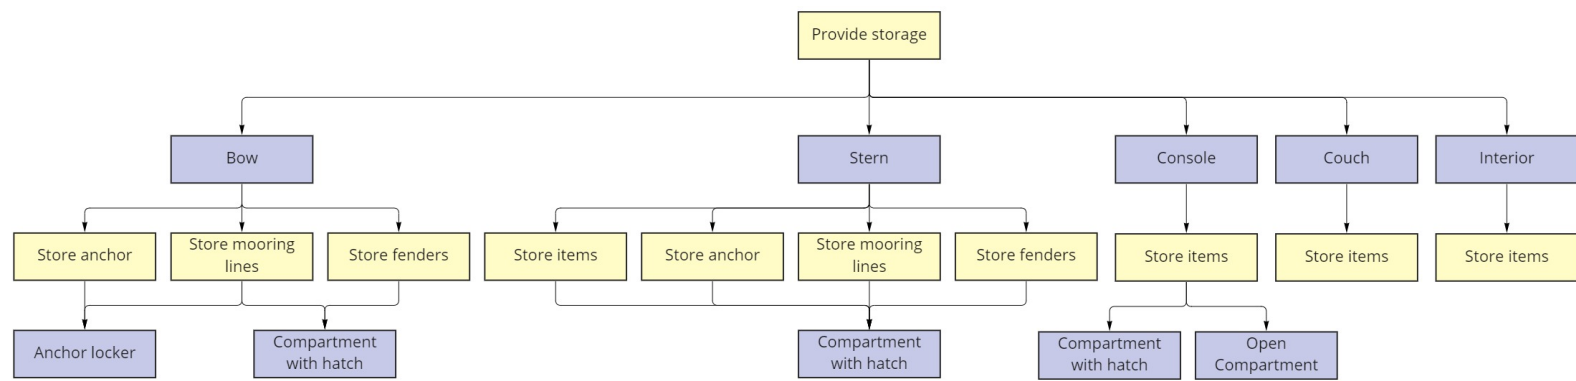 Provide storage
Bow
Stern
Console
Couch
Interior
Store anchor
Store mooring
lines
Store fenders
Store items
Store anchor
Store mooring
lines
Store fenders
Store items
Store items
Store items
Anchor locker
Compartment
with hatch
Compartment
with hatch
Compartment
with hatch
Open
Compartment